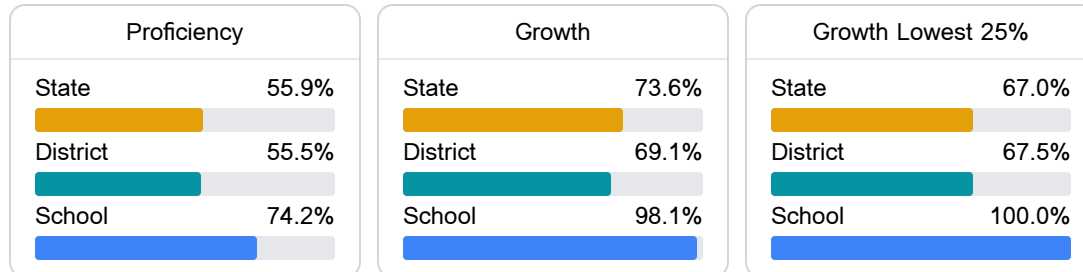 Proficiency
State 55.9%
District 55.5%
School 74.2%
Growth
State 73.6%
District 69.1%
School 98.1%
Growth Lowest 25%
State 67.0%
District 67.5%
School 100.0%